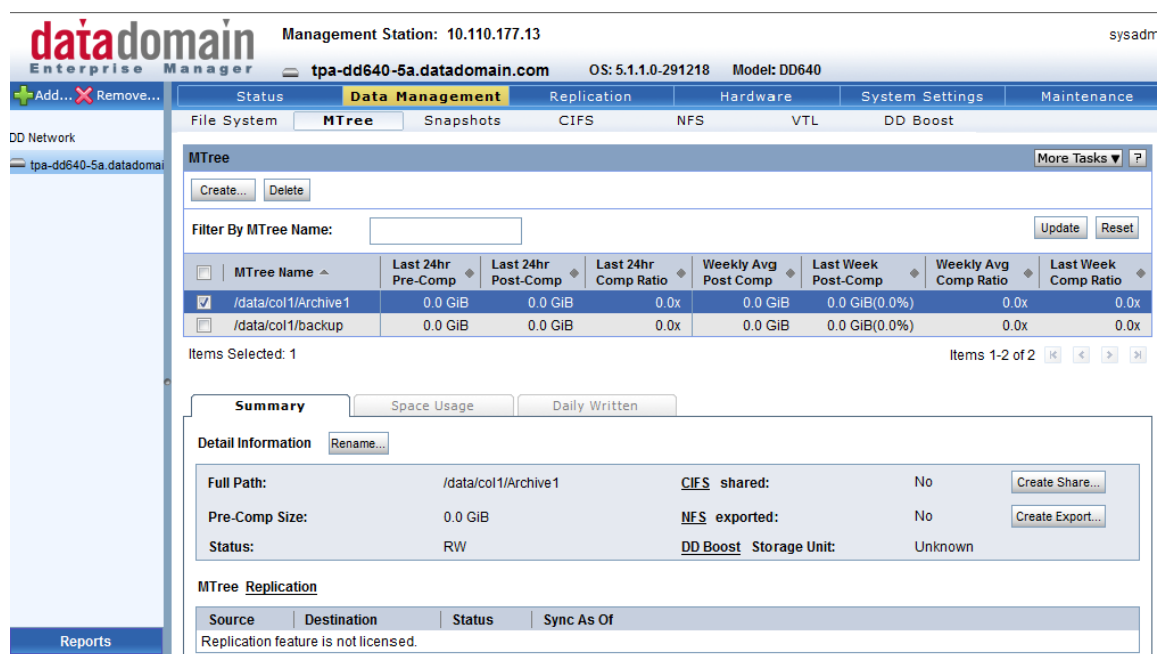 datadomain
Enterprise Manager
Management Station: 10.110.177.13
sysadm
tpa-dd640-5a.datadomain.com OS: 5.1.1.0-291218 Model: DD640
Add... Remove...
Status Data Management Replication Hardware System Settings Maintenance
File System MTree Snapshots CIFS NFS VTL DD Boost
DD Network
tpa-dd640-5a.datadomai
MTree
More Tasks ?
Create... Delete
Filter By MTree Name: Update Reset
MTree Name Last 24hr Pre-Comp Last 24hr Post-Comp Last 24hr Comp Ratio Weekly Avg Post Comp Last Week Post-Comp Weekly Avg Comp Ratio Last Week Comp Ratio
/data/col1/Archive1 0.0 GiB 0.0 GiB 0.0x 0.0 GiB 0.0 GiB(0.0%) 0.0x 0.0x
/data/col1/backup 0.0 GiB 0.0 GiB 0.0x 0.0 GiB 0.0 GiB(0.0%) 0.0x 0.0x
Items Selected: 1 Items 1-2 of 2
Summary Space Usage Daily Written
Detail Information Rename...
Full Path: /data/col1/Archive1 CIFS shared: No Create Share...
Pre-Comp Size: 0.0 GiB NFS exported: No Create Export...
Status: RW DD Boost Storage Unit: Unknown
MTree Replication
Source Destination Status Sync As Of
Replication feature is not licensed.
Reports